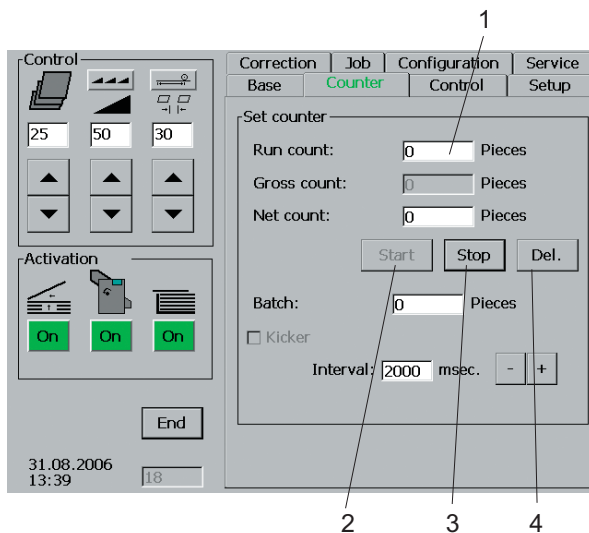 1
Control
25 50 30
Activation
On On On
End
31.08.2006
13:39 18
Correction Job Configuration Service
Base Counter Control Setup
Set counter
Run count: 0 Pieces
Gross count: 0 Pieces
Net count: 0 Pieces
Start Stop Del.
Batch: 0 Pieces
Kicker
Interval: 2000 msec. - +
2 3 4